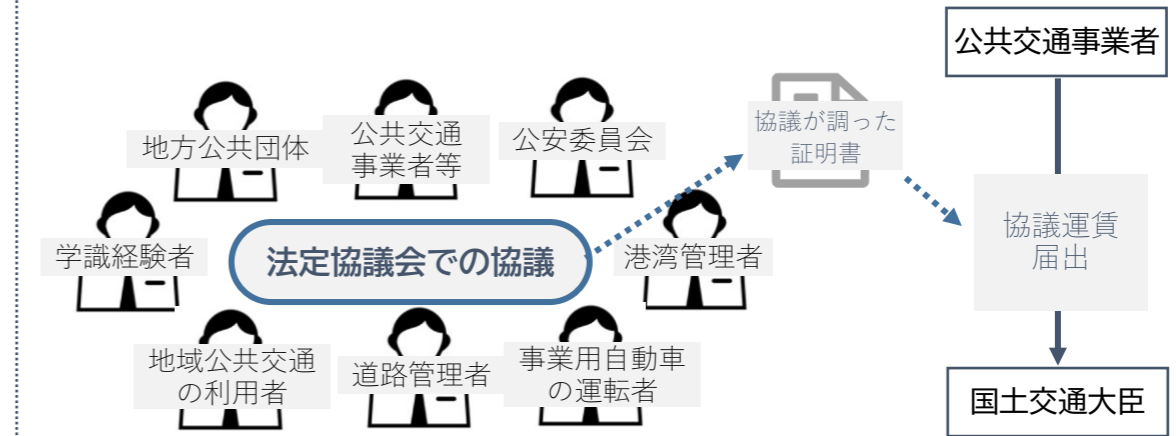 公共交通事業者
地方公共団体
公共交通
事業者等
公安委員会
協議が調った
証明書
学識経験者
法定協議会での協議
港湾管理者
協議運賃
届出
地域公共交通
の利用者
道路管理者
事業用自動車
の運転者
国土交通大臣